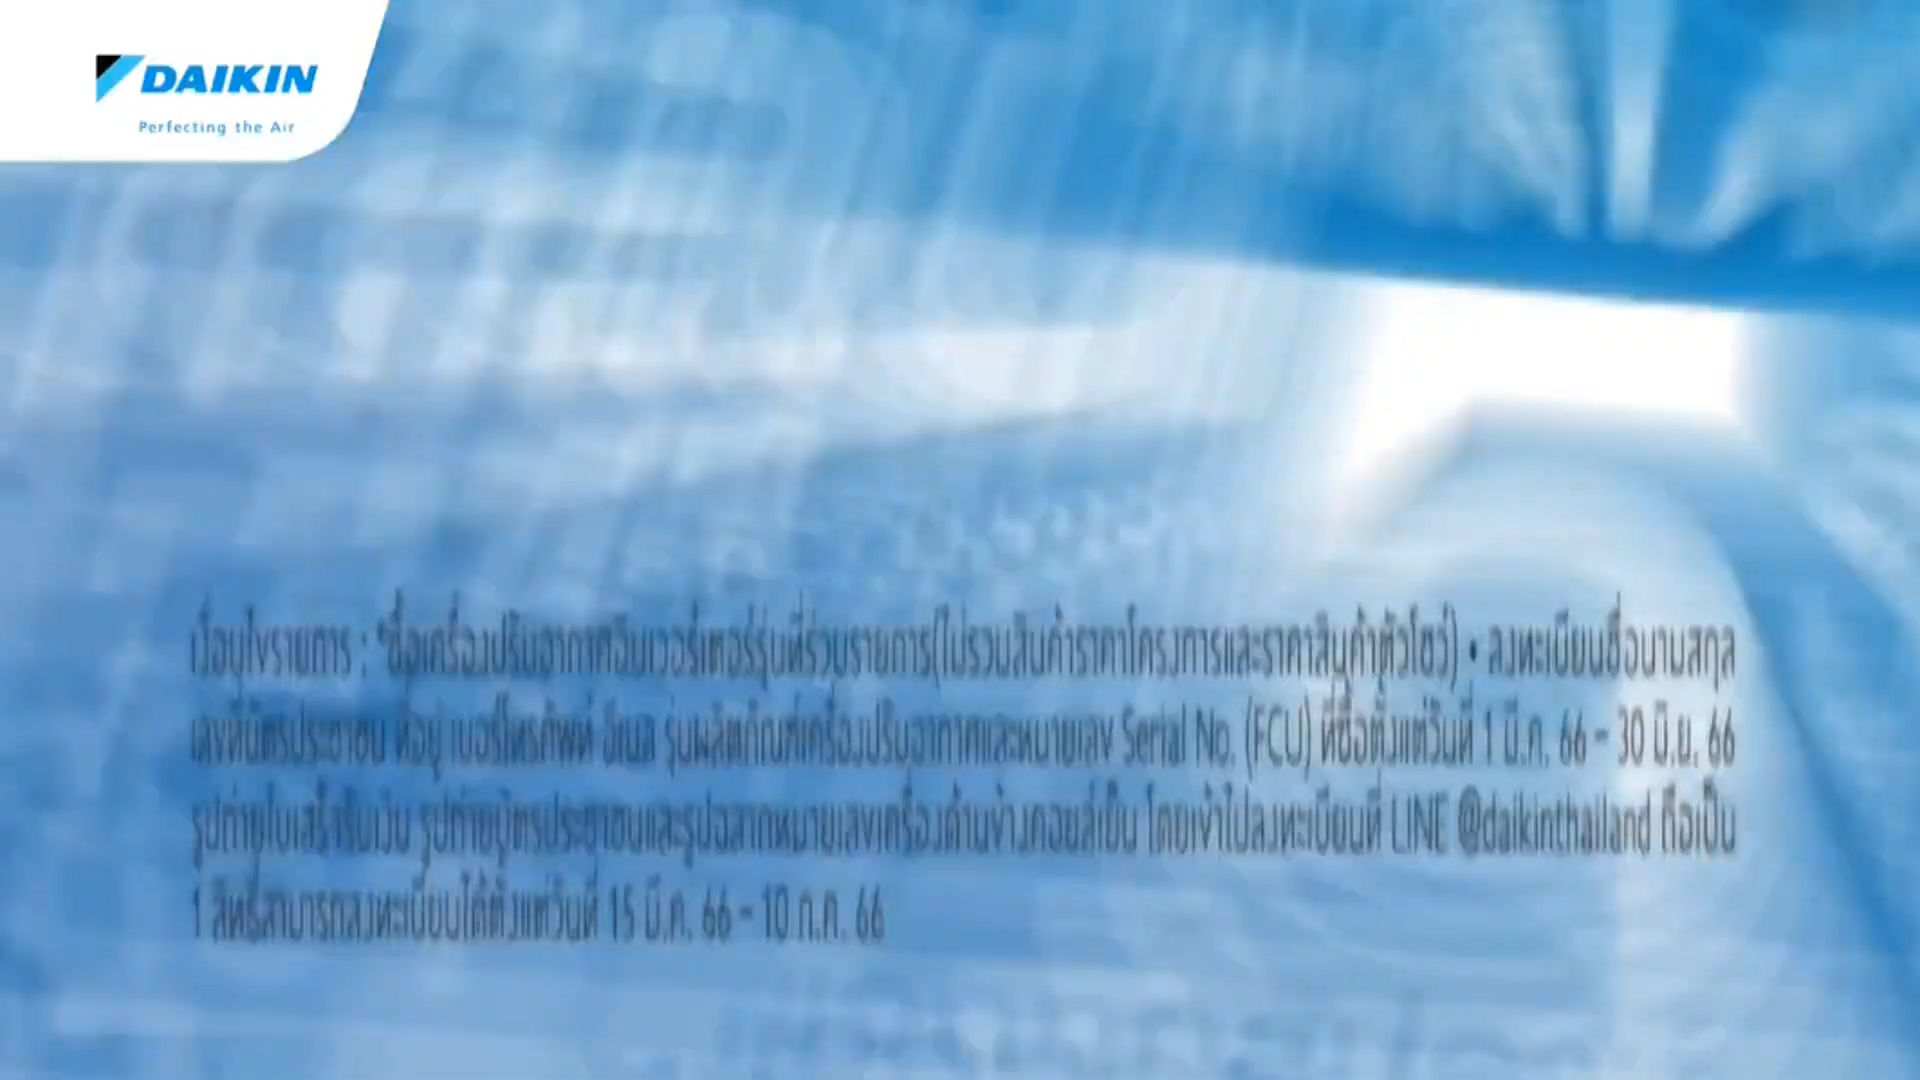 DAIKIN
Perfecting the Air
เงื่อนไขรายการ : *ซื้อเครื่องปรับอากาศอินเวอร์เตอร์รุ่นที่ร่วมรายการ(ไม่รวมสินค้าราคาโครงการและราคาสินค้าตัวโชว์) • ลงทะเบียนชื่อนามสกุล
เลขที่บัตรประชาชน ที่อยู่ เบอร์โทรศัพท์ อีเมล รุ่นผลิตภัณฑ์เครื่องปรับอากาศและหมายเลข Serial No. (FCU) ที่ซื้อตั้งแต่วันที่ 1 มี.ค. 66 - 30 มิ.ย. 66
รูปถ่ายใบเสร็จรับเงิน รูปถ่ายบัตรประชาชนและรูปฉลากหมายเลขเครื่องด้านข้างคอยล์เย็น โดยเข้าไปลงทะเบียนที่ LINE @daikinthailand ถือเป็น
1 สิทธิ์สามารถลงทะเบียนได้ตั้งแต่วันที่ 15 มี.ค. 66 - 10 ก.ค. 66